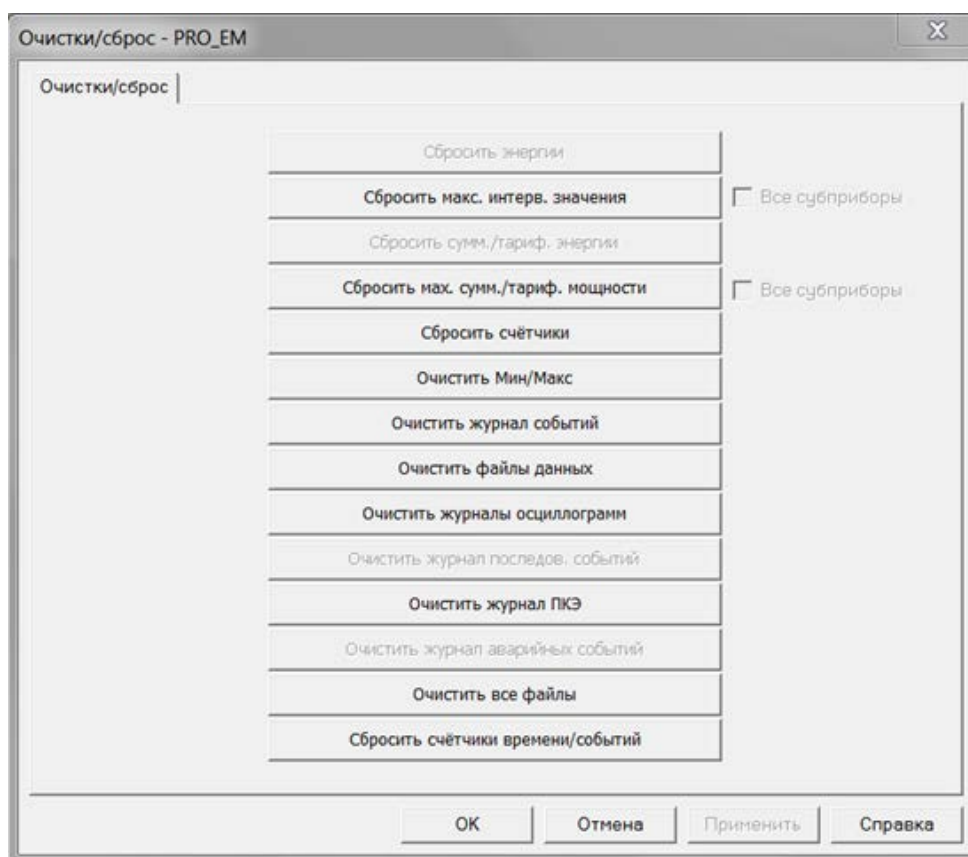 Очистки/сброс - PRO_EM
Очистки/сброс
Сбросить энергии
Сбросить макс. интерв. значения
Все субприборы
Сбросить сумм./тариф. энергии
Сбросить мах. сумм./тариф. мощности
Все субприборы
Сбросить счётчики
Очистить Мин/Макс
Очистить журнал событий
Очистить файлы данных
Очистить журналы осциллограмм
Очистить журнал последов. событий
Очистить журнал ПКЭ
Очистить журнал аварийных событий
Очистить все файлы
Сбросить счётчики времени/событий
OK
Отмена
Применить
Справка